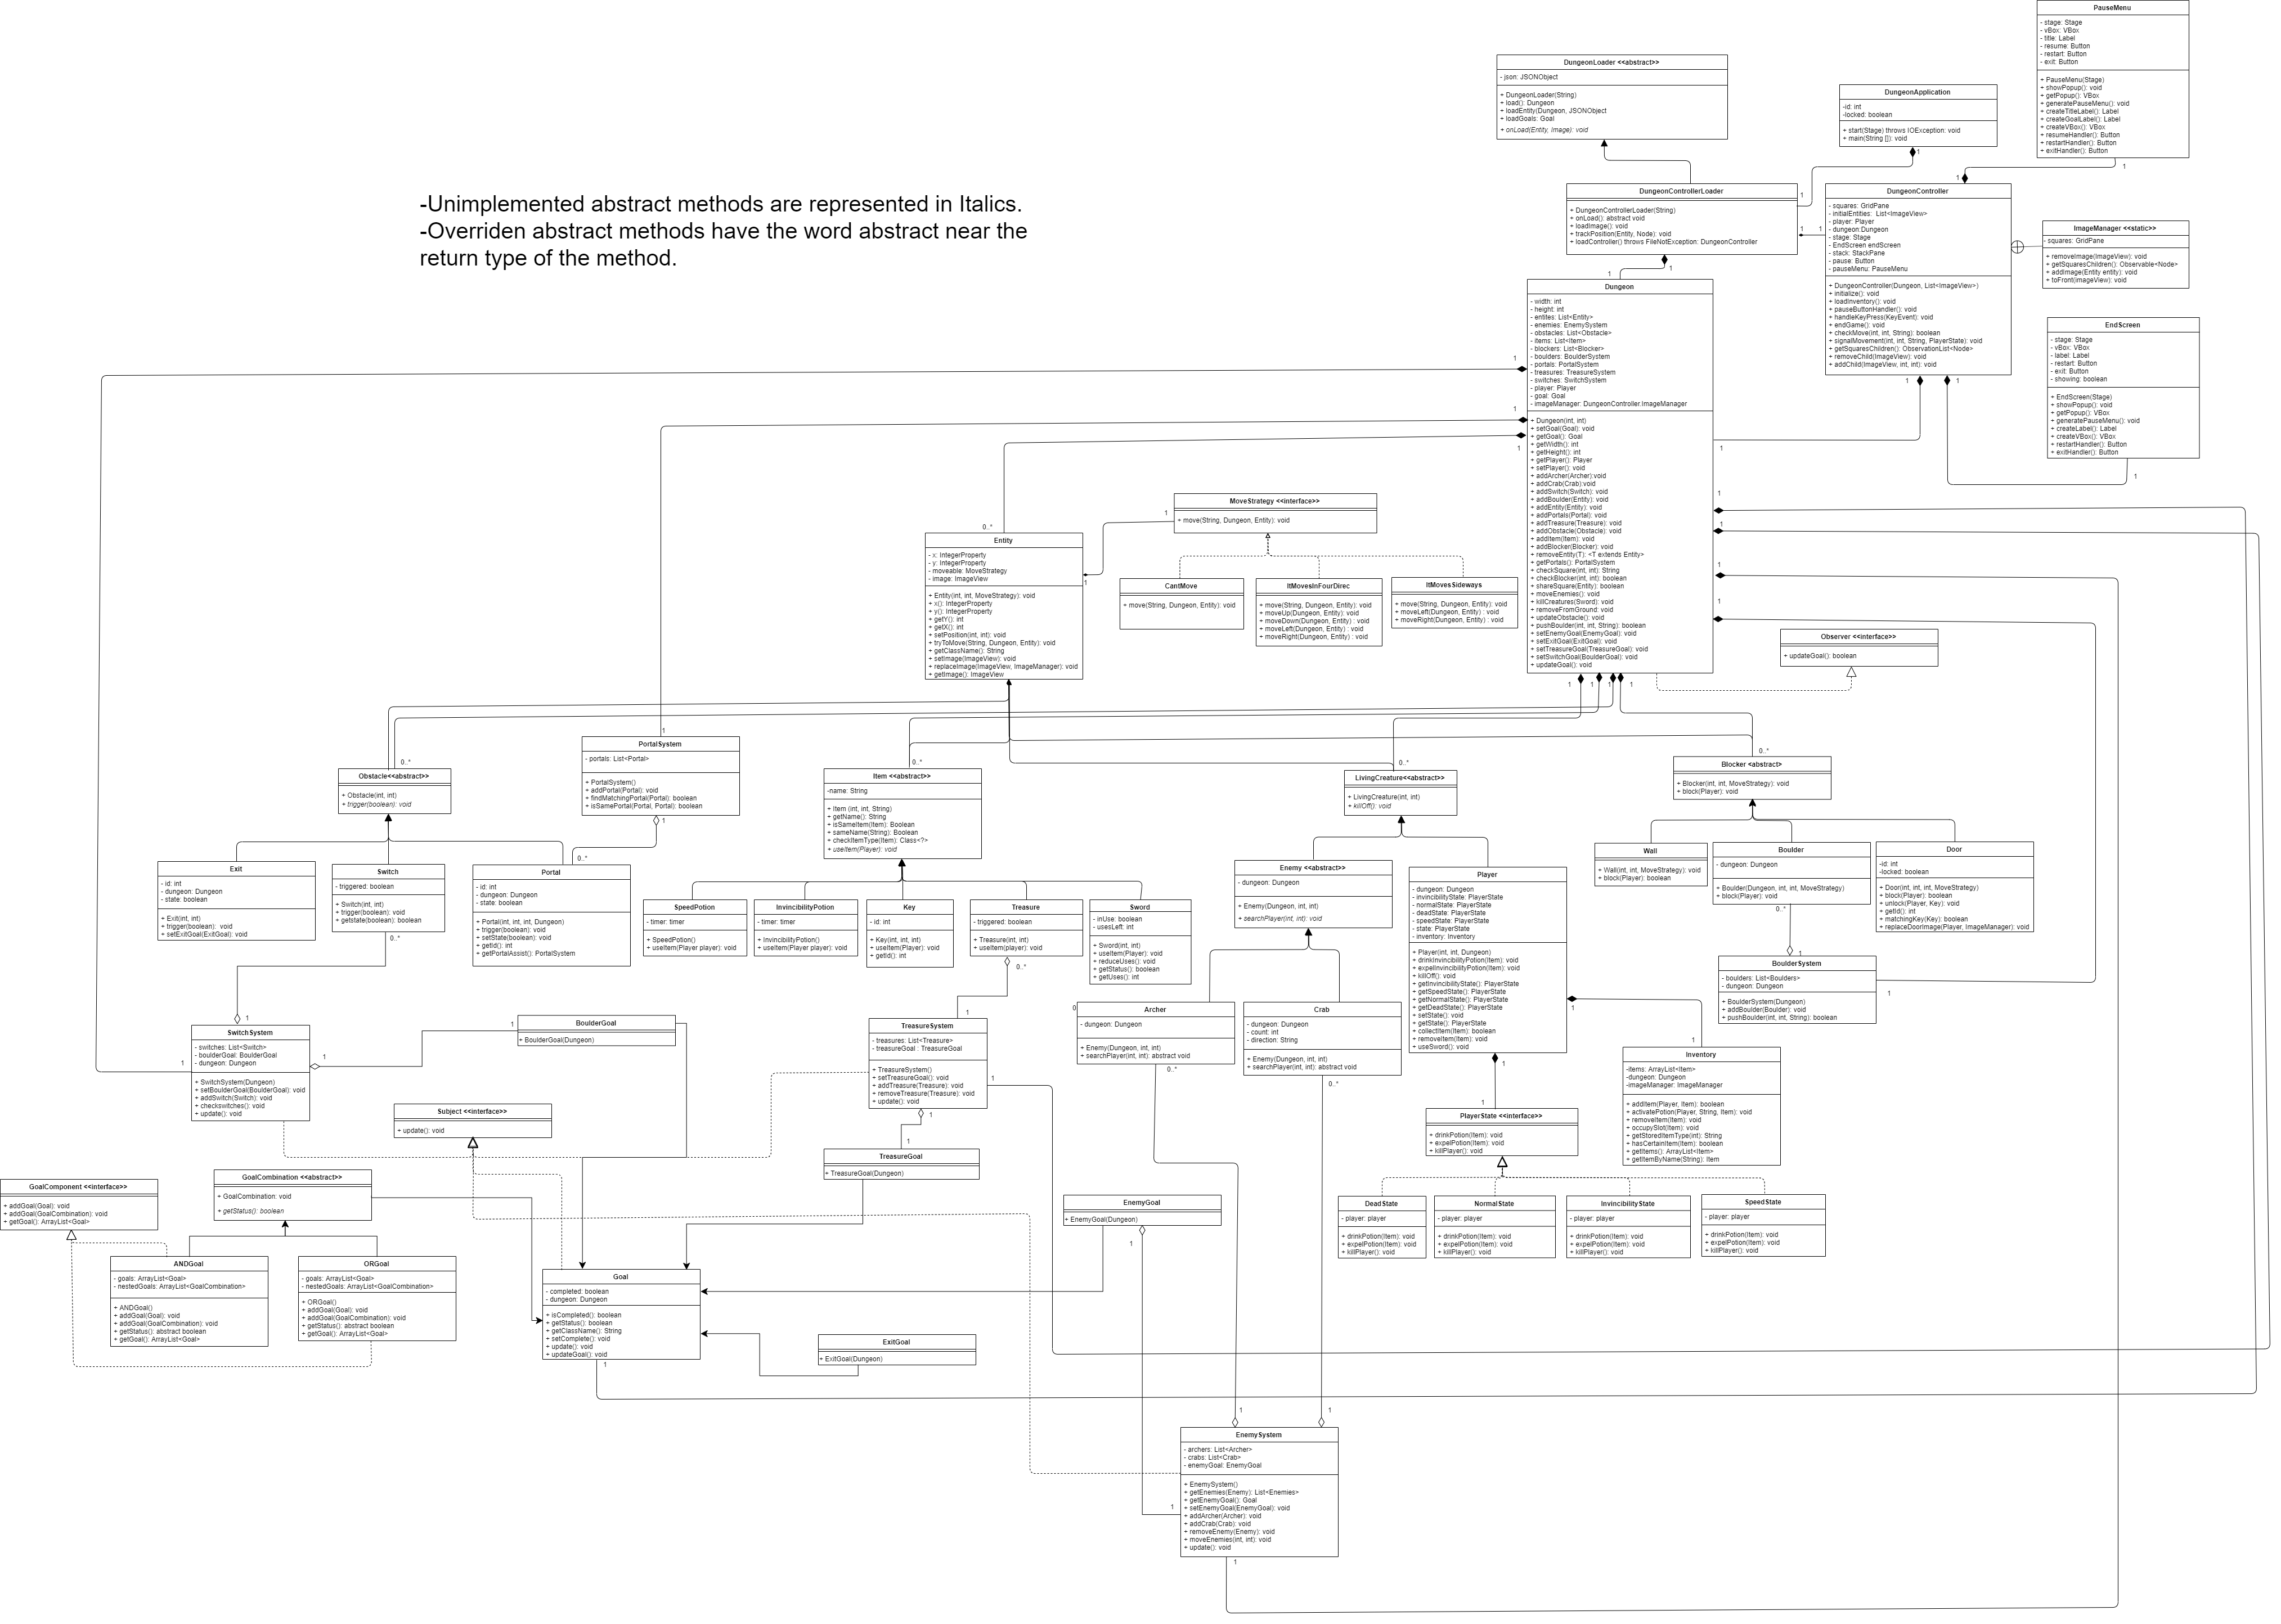 PauseMenu
- stage: Stage
- vBox: VBox
- title: Label
- resume: Button
- restart: Button
- exit: Button
+ PauseMenu(Stage)
+ showPopup(): void
+ getPopup(): VBox
+ generatePauseMenu(): void
+ createTitleLabel(): Label
+ createGoalLabel(): Label
+ createVBox(): VBox
+ resumeHandler(): Button
+ restartHandler(): Button
+ exitHandler(): Button
DungeonLoader <<abstract>>
- json: JSONObject
+ DungeonLoader(String)
+ load(): Dungeon
+ loadEntity(Dungeon, JSONObject
+ loadGoals: Goal
+ onLoad(Entity, Image): void
DungeonApplication
-id: int
-locked: boolean
+ start(Stage) throws IOException: void
+ main(String []): void
-Unimplemented abstract methods are represented in Italics.
-Overriden abstract methods have the word abstract near the
return type of the method.
DungeonControllerLoader
+ DungeonControllerLoader(String)
+ onLoad(): abstract void
+ loadImage(): void
+ trackPosition(Entity, Node): void
+ loadController() throws FileNotException: DungeonController
DungeonController
- squares: GridPane
- initialEntities:  List<ImageView>
- player: Player
- dungeon:Dungeon
- stage: Stage
- EndScreen endScreen
- stack: StackPane
- pause: Button
- pauseMenu: PauseMenu
+ DungeonController(Dungeon, List<ImageView>)
+ initialize(): void
+ loadInventory(): void
+ pauseButtonHandler(): void
+ handleKeyPress(KeyEvent): void
+ endGame(): void
+ checkMove(int, int, String): boolean
+ signalMovement(int, int, String, PlayerState): void
+ getSquaresChildren(): ObservationList<Node>
+ removeChild(ImageView): void
+ addChild(ImageView, int, int): void
ImageManager <<static>>
- squares: GridPane
+ removeImage(ImageView): void
+ getSquaresChildren(): Observable<Node>
+ addImage(Entity entity): void
+ toFront(imageView): void
EndScreen
- stage: Stage
- vBox: VBox
- label: Label
- restart: Button
- exit: Button
- showing: boolean
+ EndScreen(Stage)
+ showPopup(): void
+ getPopup(): VBox
+ generatePauseMenu(): void
+ createLabel(): Label
+ createVBox(): VBox
+ restartHandler(): Button
+ exitHandler(): Button
Dungeon
- width: int
- height: int
- entites: List<Entity>
- enemies: EnemySystem
- obstacles: List<Obstacle>
- items: List<Item>
- blockers: List<Blocker>
- boulders: BoulderSystem
- portals: PortalSystem
- treasures: TreasureSystem
- switches: SwitchSystem
- player: Player
- goal: Goal
- imageManager: DungeonController.ImageManager
+ Dungeon(int, int)
+ setGoal(Goal): void
+ getGoal(): Goal
+ getWidth(): int
+ getHeight(): int
+ getPlayer(): Player
+ setPlayer(): void
+ addArcher(Archer):void
+ addCrab(Crab):void
+ addSwitch(Switch): void
+ addBoulder(Entity): void
+ addEntity(Entity): void
+ addPortals(Portal): void
+ addTreasure(Treasure): void
+ addObstacle(Obstacle): void
+ addItem(Item): void
+ addBlocker(Blocker): void
+ removeEntity(T): <T extends Entity>
+ getPortals(): PortalSystem
+ checkSquare(int, int): String
+ checkBlocker(int, int): boolean
+ shareSquare(Entity): boolean
+ moveEnemies(): void
+ killCreatures(Sword): void
+ removeFromGround: void
+ updateObstacle(): void
+ pushBoulder(int, int, String): boolean
+ setEnemyGoal(EnemyGoal): void
+ setExitGoal(ExitGoal): void
+ setTreasureGoal(TreasureGoal): void
+ setSwitchGoal(BoulderGoal): void
+ updateGoal(): void
MoveStrategy <<interface>>
+ move(String, Dungeon, Entity): void
CantMove
+ move(String, Dungeon, Entity): void
ItMovesInFourDirec
+ move(String, Dungeon, Entity): void
+ moveUp(Dungeon, Entity) : void
+ moveDown(Dungeon, Entity) : void
+ moveLeft(Dungeon, Entity) : void
+ moveRight(Dungeon, Entity) : void
ItMovesSideways
+ move(String, Dungeon, Entity): void
+ moveLeft(Dungeon, Entity) : void
+ moveRight(Dungeon, Entity) : void
Entity
- x: IntegerProperty
- y: IntegerProperty
- moveable: MoveStrategy
- image: ImageView
+ Entity(int, int, MoveStrategy): void
+ x(): IntegerProperty
+ y(): IntegerProperty
+ getY(): int
+ getX(): int
+ setPosition(int, int): void
+ tryToMove(String, Dungeon, Entity): void
+ getClassName(): String
+ setImage(ImageView): void
+ replaceImage(ImageView, ImageManager): void
+ getImage(): ImageView
Observer <<interface>>
+ updateGoal(): boolean
Obstacle<<abstract>>
+ Obstacle(int, int)
+ trigger(boolean): void
PortalSystem
- portals: List<Portal>
+ PortalSystem()
+ addPortal(Portal): void
+ findMatchingPortal(Portal): boolean
+ isSamePortal(Portal, Portal): boolean
Item <<abstract>>
-name: String
+ Item (int, int, String)
+ getName(): String
+ isSameItem(Item): Boolean
+ sameName(String): Boolean
+ checkItemType(Item): Class<?>
+ useItem(Player): void
LivingCreature<<abstract>>
+ LivingCreature(int, int)
+ killOff(): void
Blocker <abstract>
+ Blocker(int, int, MoveStrategy): void
+ block(Player): void
Exit
- id: int
- dungeon: Dungeon
- state: boolean
+ Exit(int, int)
+ trigger(boolean): void
+ setExitGoal(ExitGoal): void
Switch
- triggered: boolean
+ Switch(int, int)
+ trigger(boolean): void
+ getstate(boolean): boolean
Portal
- id: int
- dungeon: Dungeon
- state: boolean
+ Portal(int, int, int, Dungeon)
+ trigger(boolean): void
+ setState(boolean): void
+ getId(): int
+ getPortalAssist(): PortalSystem
SpeedPotion
- timer: timer
+ SpeedPotion()
+ useItem(Player player): void
InvincibilityPotion
- timer: timer
+ InvincibilityPotion()
+ useItem(Player player): void
Key
- id: int
+ Key(int, int, int)
+ useItem(Player): void
+ getId(): int
Treasure
- triggered: boolean
+ Treasure(int, int)
+ useItem(player): void
Sword
- inUse: boolean
- usesLeft: int
+ Sword(int, int)
+ useItem(Player): void
+ reduceUses(): void
+ getStatus(): boolean
+ getUses(): int
Enemy <<abstract>>
- dungeon: Dungeon
+ Enemy(Dungeon, int, int)
+ searchPlayer(int, int): void
Player
- dungeon: Dungeon
- invincibilityState: PlayerState
- normalState: PlayerState
- deadState: PlayerState
- speedState: PlayerState
- state: PlayerState
- inventory: Inventory
+ Player(int, int, Dungeon)
+ drinkInvincibilityPotion(Item): void
+ expelInvincibilityPotion(Item): void
+ killOff(): void
+ getInvincibilityState(): PlayerState
+ getSpeedState(): PlayerState
+ getNormalState(): PlayerState
+ getDeadState(): PlayerState
+ setState(): void
+ getState(): PlayerState
+ collectItem(Item): boolean
+ removeItem(Item): void
+ useSword(): void
Wall
+ Wall(int, int, MoveStrategy): void
+ block(Player): boolean
Boulder
- dungeon: Dungeon
+ Boulder(Dungeon, int, int, MoveStrategy)
+ block(Player): void
Door
-id: int
-locked: boolean
+ Door(int, int, int, MoveStrategy)
+ block(Player): boolean
+ unlock(Player, Key): void
+ getId(): int
+ matchingKey(Key): boolean
+ replaceDoorImage(Player, ImageManager): void
BoulderSystem
- boulders: List<Boulders>
- dungeon: Dungeon
+ BoulderSystem(Dungeon)
+ addBoulder(Boulder): void
+ pushBoulder(int, int, String): boolean
Archer
- dungeon: Dungeon
+ Enemy(Dungeon, int, int)
+ searchPlayer(int, int): abstract void
Crab
- dungeon: Dungeon
- count: int
- direction: String
+ Enemy(Dungeon, int, int)
+ searchPlayer(int, int): abstract void
Inventory
-items: ArrayList<Item>
-dungeon: Dungeon
-imageManager: ImageManager
+ addItem(Player, Item): boolean
+ activatePotion(Player, String, Item): void
+ removeItem(Item): void
+ occupySlot(Item): void
+ getStoredItemType(int): String
+ hasCertainItem(Item): boolean
+ getItems(): ArrayList<Item>
+ getItemByName(String): Item
SwitchSystem
- switches: List<Switch>
- boulderGoal: BoulderGoal
- dungeon: Dungeon
+ SwitchSystem(Dungeon)
+ setBoulderGoal(BoulderGoal): void
+ addSwitch(Switch): void
+ checkswitches(): void
+ update(): void
BoulderGoal
+ BoulderGoal(Dungeon)
TreasureSystem
- treasures: List<Treasure>
- treasureGoal : TreasureGoal
+ TreasureSystem()
+ setTreasureGoal(): void
+ addTreasure(Treasure): void
+ removeTreasure(Treasure): void
+ update(): void
Subject <<interface>>
+ update(): void
PlayerState <<interface>>
+ drinkPotion(Item): void
+ expelPotion(Item): void
+ killPlayer(): void
TreasureGoal
+ TreasureGoal(Dungeon)
GoalComponent <<interface>>
+ addGoal(Goal): void
+ addGoal(GoalCombination): void
+ getGoal(): ArrayList<Goal>
GoalCombination <<abstract>>
+ GoalCombination: void
+ getStatus(): boolean
EnemyGoal
+ EnemyGoal(Dungeon)
DeadState
- player: player
+ drinkPotion(Item): void
+ expelPotion(Item): void
+ killPlayer(): void
NormalState
- player: player
+ drinkPotion(Item): void
+ expelPotion(Item): void
+ killPlayer(): void
InvincibilityState
- player: player
+ drinkPotion(Item): void
+ expelPotion(Item): void
+ killPlayer(): void
SpeedState
- player: player
+ drinkPotion(Item): void
+ expelPotion(Item): void
+ killPlayer(): void
ANDGoal
- goals: ArrayList<Goal>
- nestedGoals: ArrayList<GoalCombination>
+ ANDGoal()
+ addGoal(Goal): void
+ addGoal(GoalCombination): void
+ getStatus(): abstract boolean
+ getGoal(): ArrayList<Goal>
ORGoal
- goals: ArrayList<Goal>
- nestedGoals: ArrayList<GoalCombination>
+ ORGoal()
+ addGoal(Goal): void
+ addGoal(GoalCombination): void
+ getStatus(): abstract boolean
+ getGoal(): ArrayList<Goal>
Goal
- completed: boolean
- dungeon: Dungeon
+ isCompleted(): boolean
+ getStatus(): boolean
+ getClassName(): String
+ setComplete(): void
+ update(): void
+ updateGoal(): void
ExitGoal
+ ExitGoal(Dungeon)
EnemySystem
- archers: List<Archer>
- crabs: List<Crab>
- enemyGoal: EnemyGoal
+ EnemySystem()
+ getEnemies(Enemy): List<Enemies>
+ getEnemyGoal(): Goal
+ setEnemyGoal(EnemyGoal): void
+ addArcher(Archer): void
+ addCrab(Crab): void
+ removeEnemy(Enemy): void
+ moveEnemies(int, int): void
+ update(): void